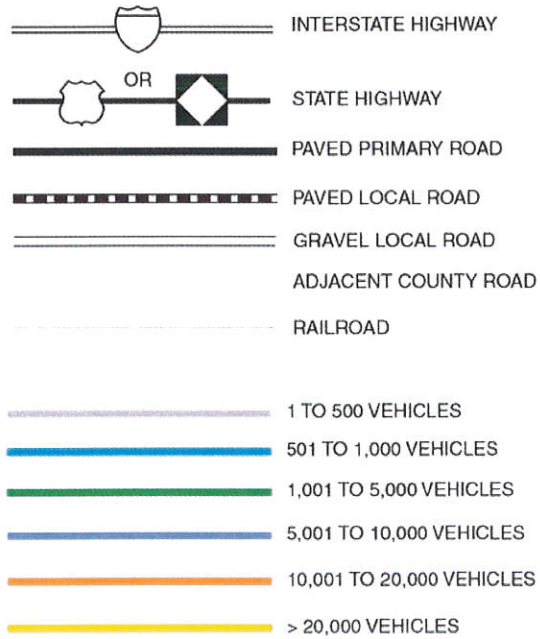 INTERSTATE HIGHWAY
OR
STATE HIGHWAY
PAVED PRIMARY ROAD
PAVED LOCAL ROAD
GRAVEL LOCAL ROAD
ADJACENT COUNTY ROAD
RAILROAD
1 TO 500 VEHICLES
501 TO 1,000 VEHICLES
1,001 TO 5,000 VEHICLES
5,001 TO 10,000 VEHICLES
10,001 TO 20,000 VEHICLES
> 20,000 VEHICLES